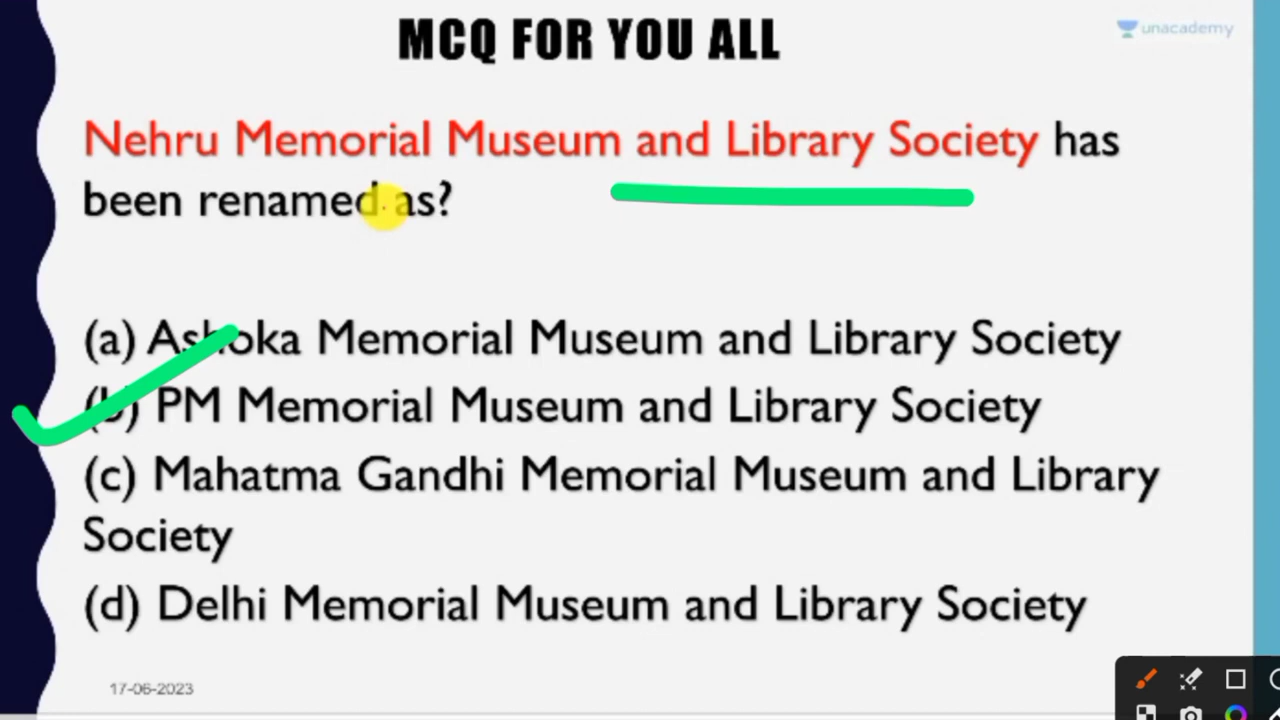 MCQ FOR YOU ALL
unacademy
Nehru Memorial Museum and Library Society has
been renamed as?
(a) Ashoka Memorial Museum and Library Society
(b) PM Memorial Museum and Library Society
(c) Mahatma Gandhi Memorial Museum and Library
Society
(d) Delhi Memorial Museum and Library Society
17-06-2023